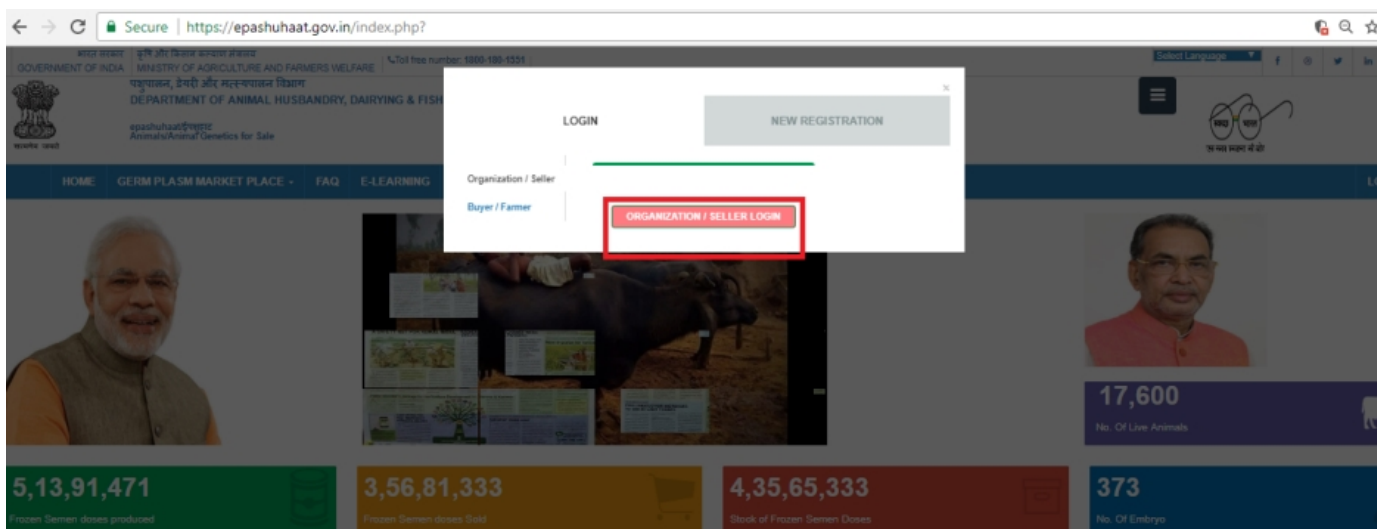 Secure | https://epashuhaat.gov.in/index.php?
भारत सरकार
GOVERNMENT OF INDIA
कृषि और किसान कल्याण मंत्रालय
MINISTRY OF AGRICULTURE AND FARMERS WELFARE
Toll free number: 1800-180-1551
Select Language
पशुपालन, डेयरी और मत्स्यपालन विभाग
DEPARTMENT OF ANIMAL HUSBANDRY, DAIRYING & FISH
epashuhaat/ईपशुहाट
Animals/Animal Genetics for Sale
सत्यमेव जयते
LOGIN
NEW REGISTRATION
x
Organization / Seller
Buyer / Farmer
ORGANIZATION / SELLER LOGIN
HOME
GERM PLASM MARKET PLACE
FAQ
E-LEARNING
LO
17,600
No. Of Live Animals
5,13,91,471
Frozen Semen doses produced
3,56,81,333
Frozen Semen doses Sold
4,35,65,333
Stock of Frozen Semen Doses
373
No. Of Embryo